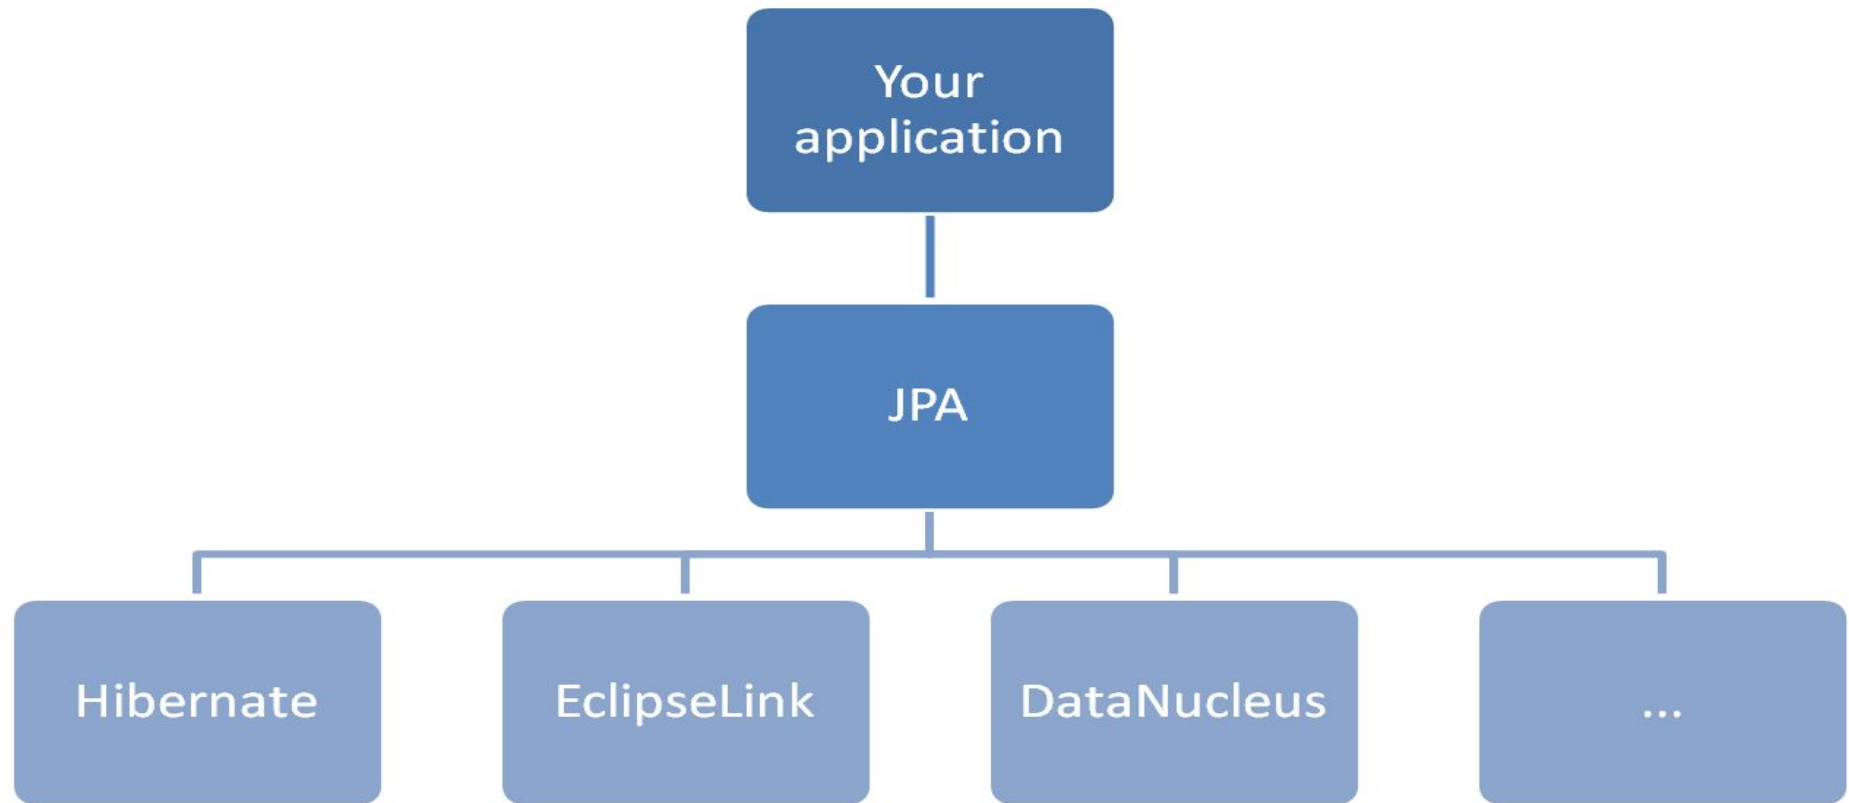 Your
application
JPA
Hibernate
EclipseLink
DataNucleus
...